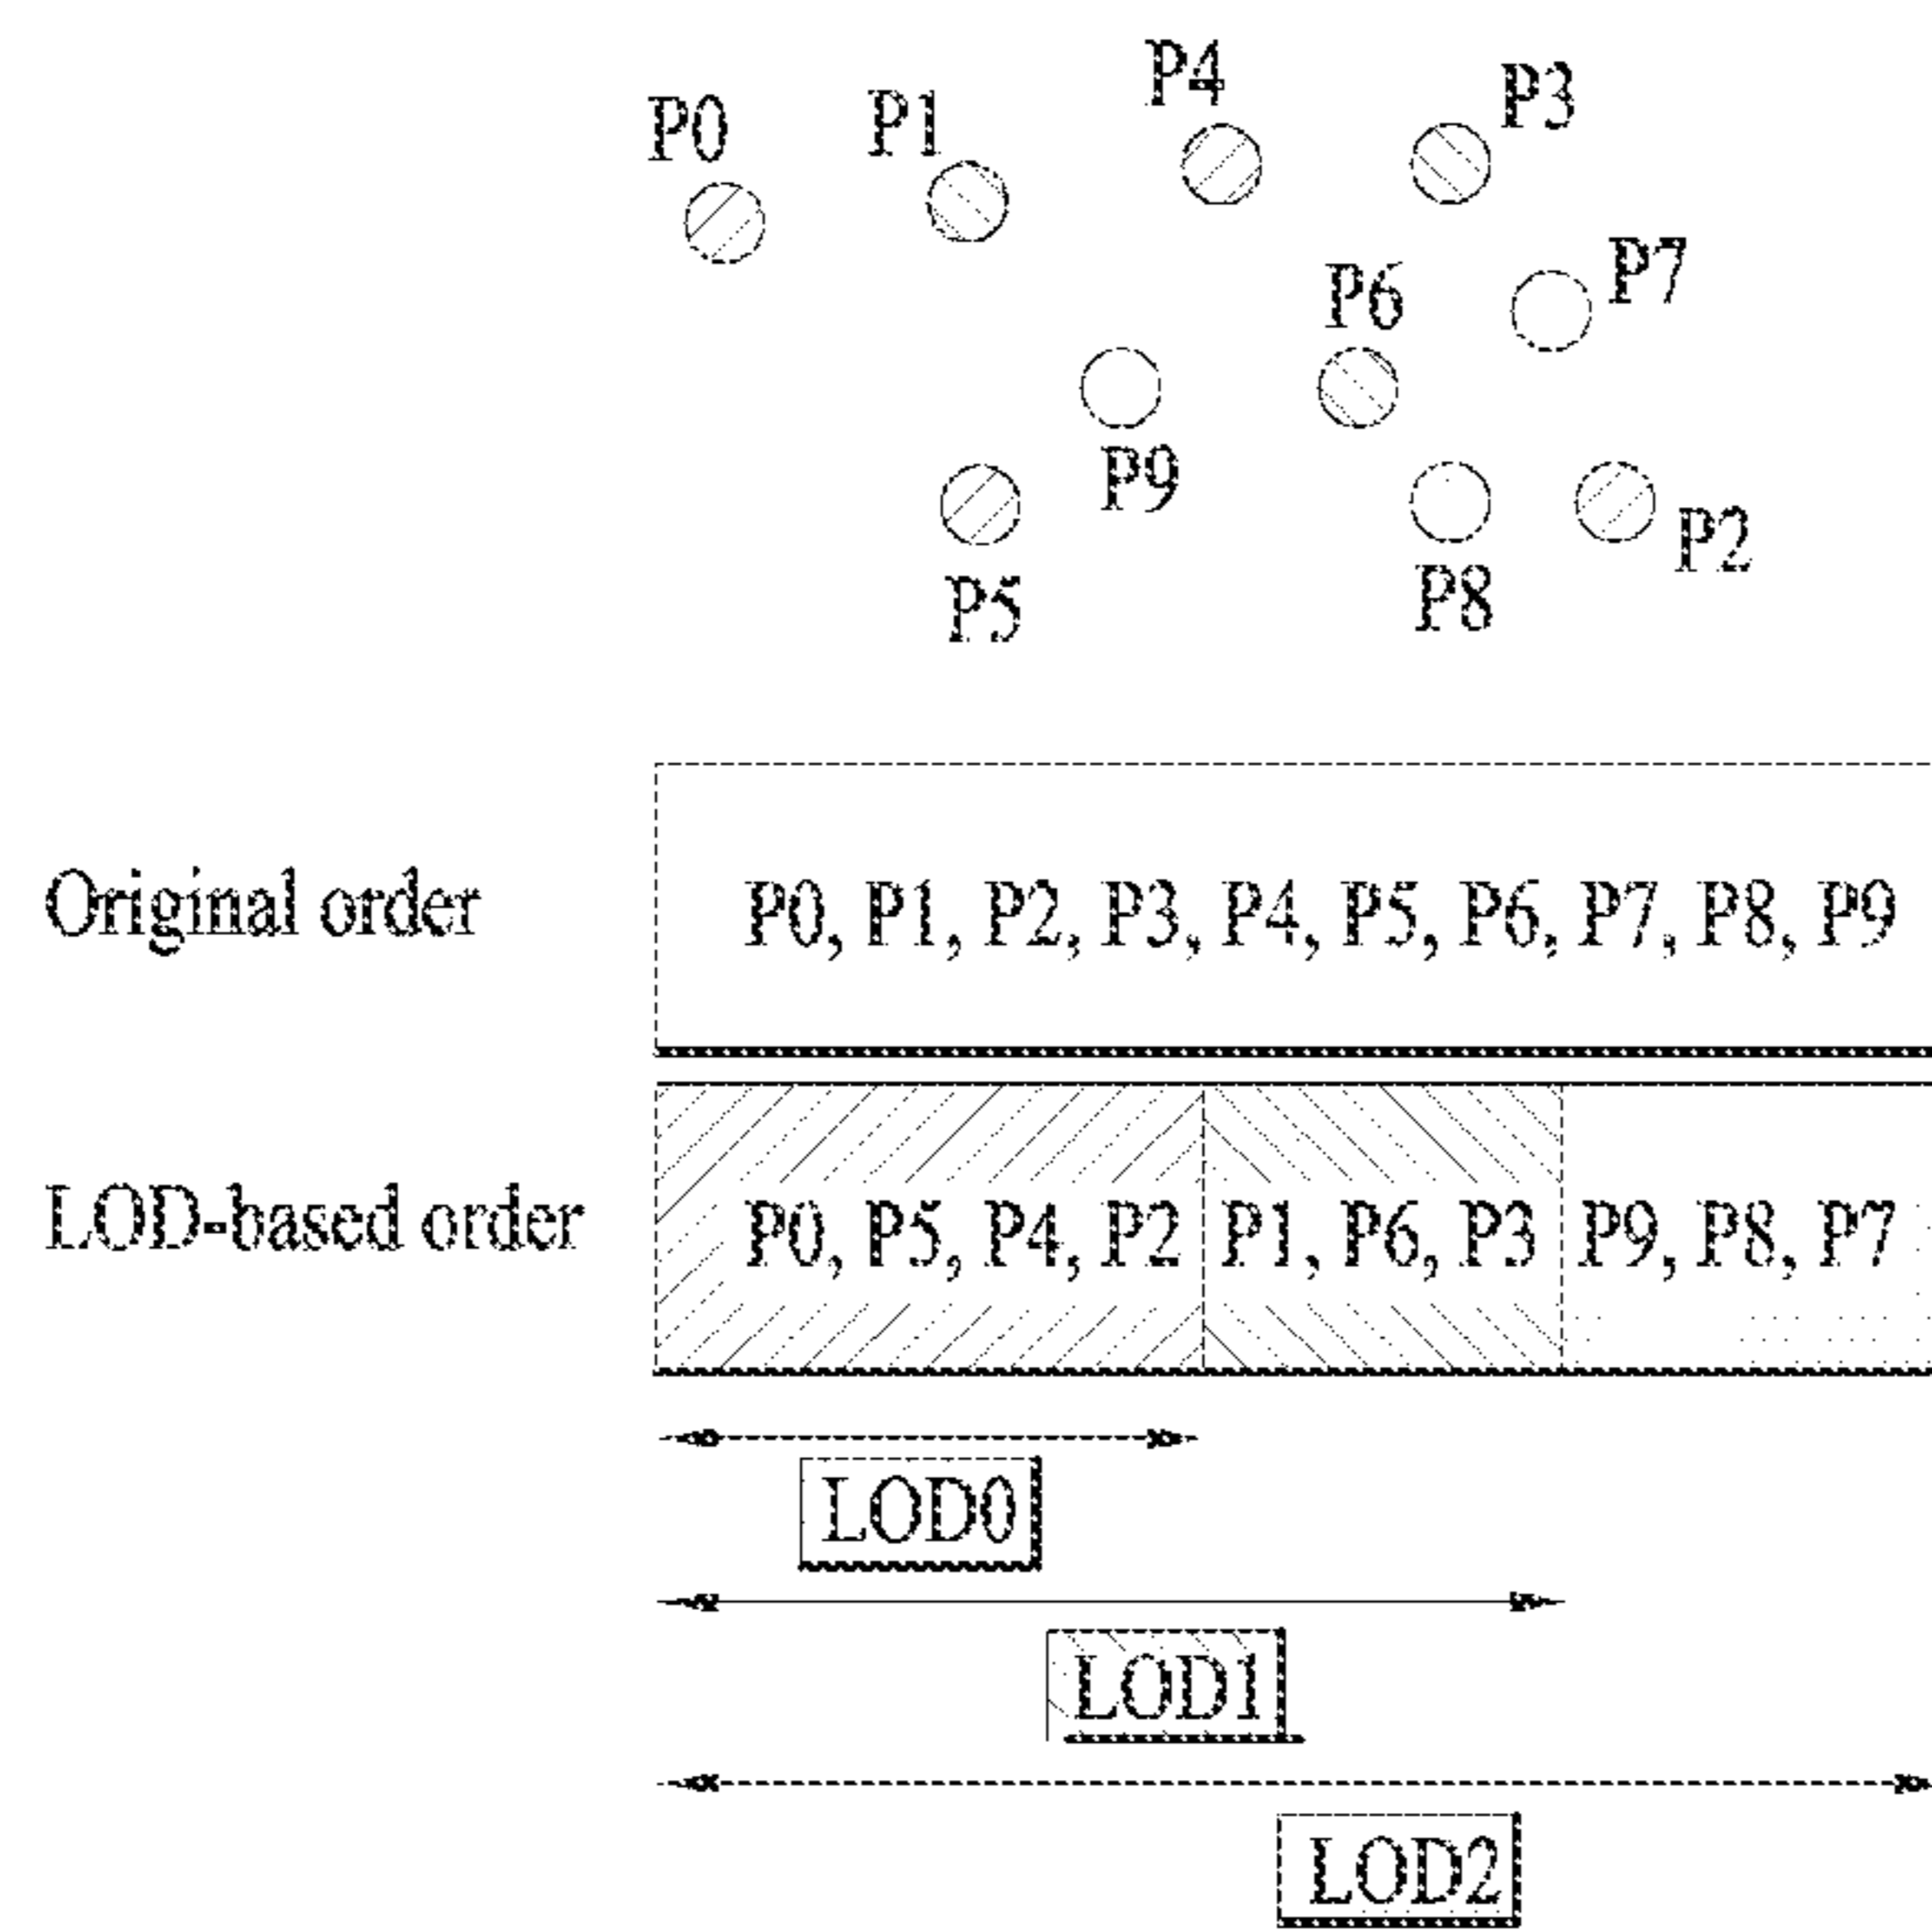 P4
P3
P0
P1
P7
P6
P9
P2
P5
P8
Original order
P0, P1, P2, P3, P4, P5, P6, P7, P8, P9
LOD-based order
P0, P5, P4, P2
P1, P6, P3
P9, P8, P7
LOD0
LOD1
LOD2